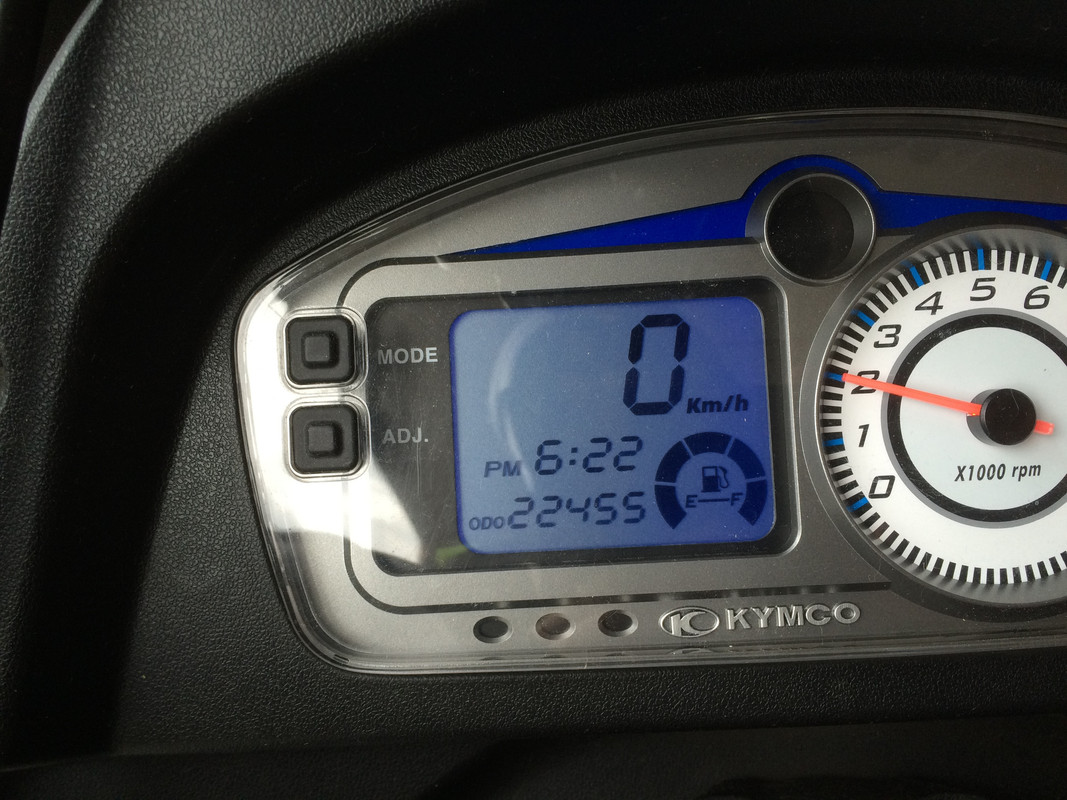 MODE
ADJ.
0 Km/h
PM 6:22
ODO 22455
E F
0 1 2 3 4 5 6
X1000 rpm
KYMCO